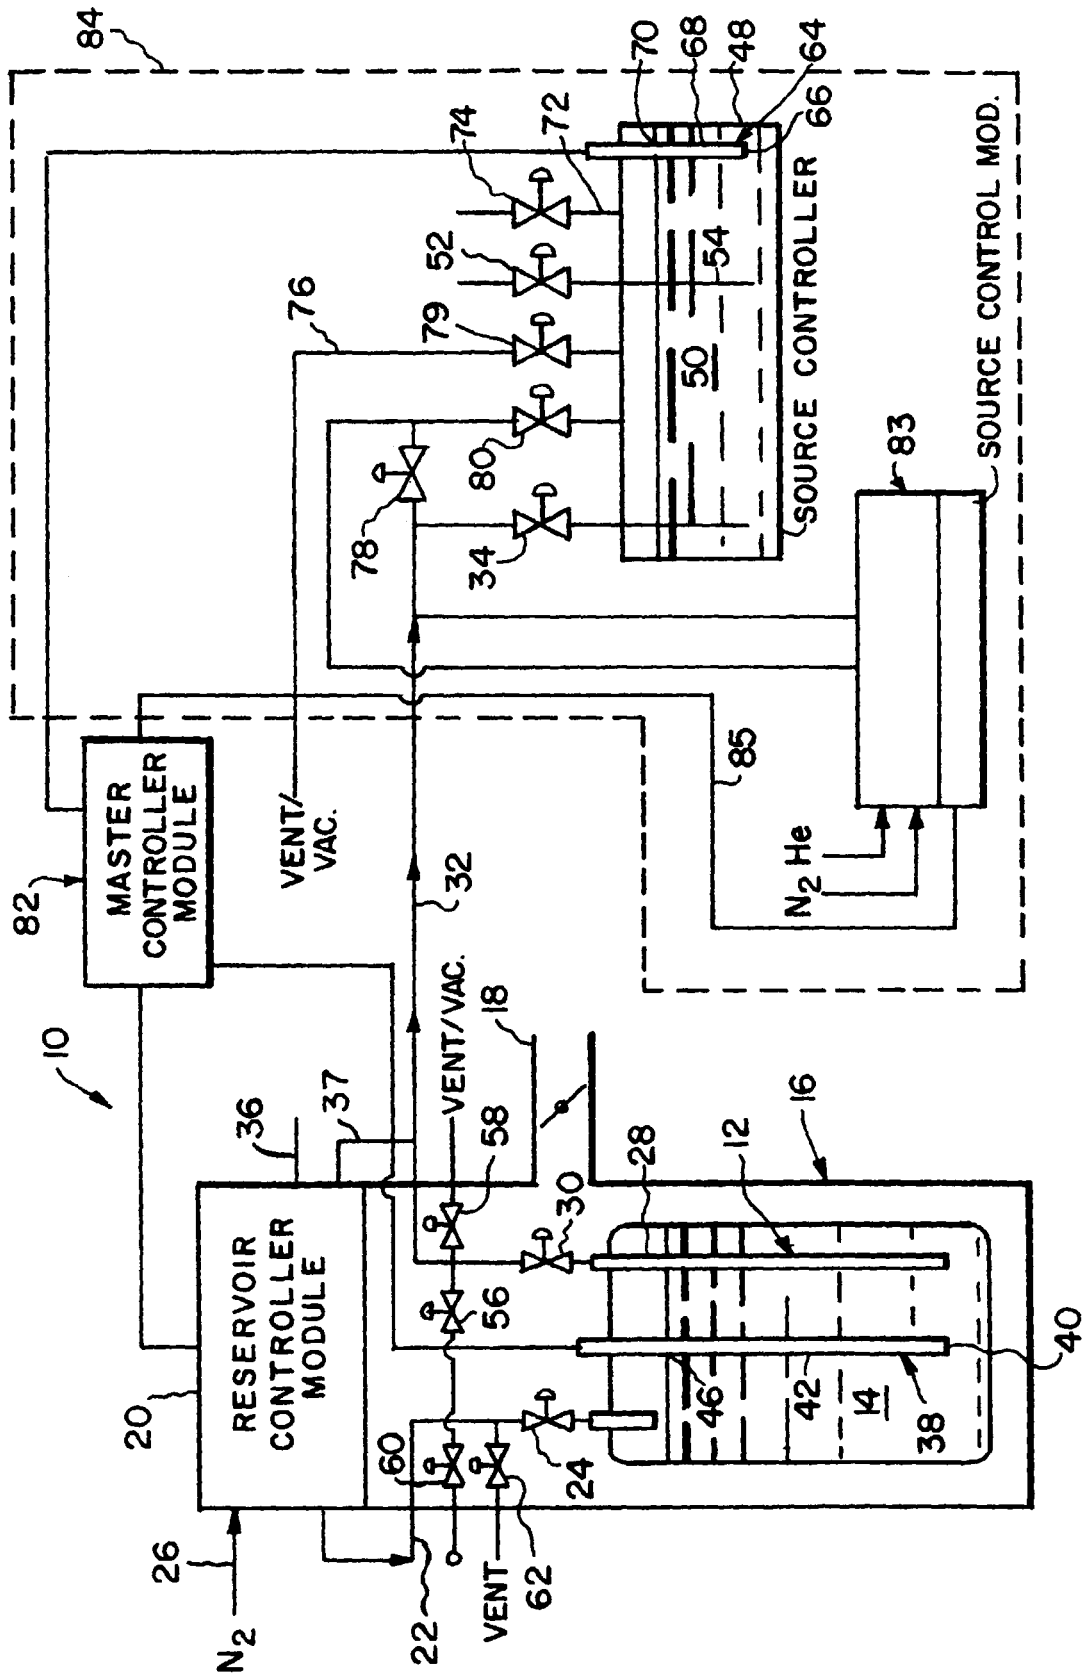 10
82
84
MASTER
CONTROLLER
MODULE
20
26
N2
RESERVOIR
CONTROLLER
MODULE
36
37
VENT/
VAC.
76
78
22
60
32
VENT/VAC.
58
56
18
VENT
62
24
30
34
80
79
52
74
72
28
12
16
46
42
14
38
40
70
68
48
64
66
50
54
SOURCE CONTROLLER
85
N2
He
83
SOURCE CONTROL MOD.